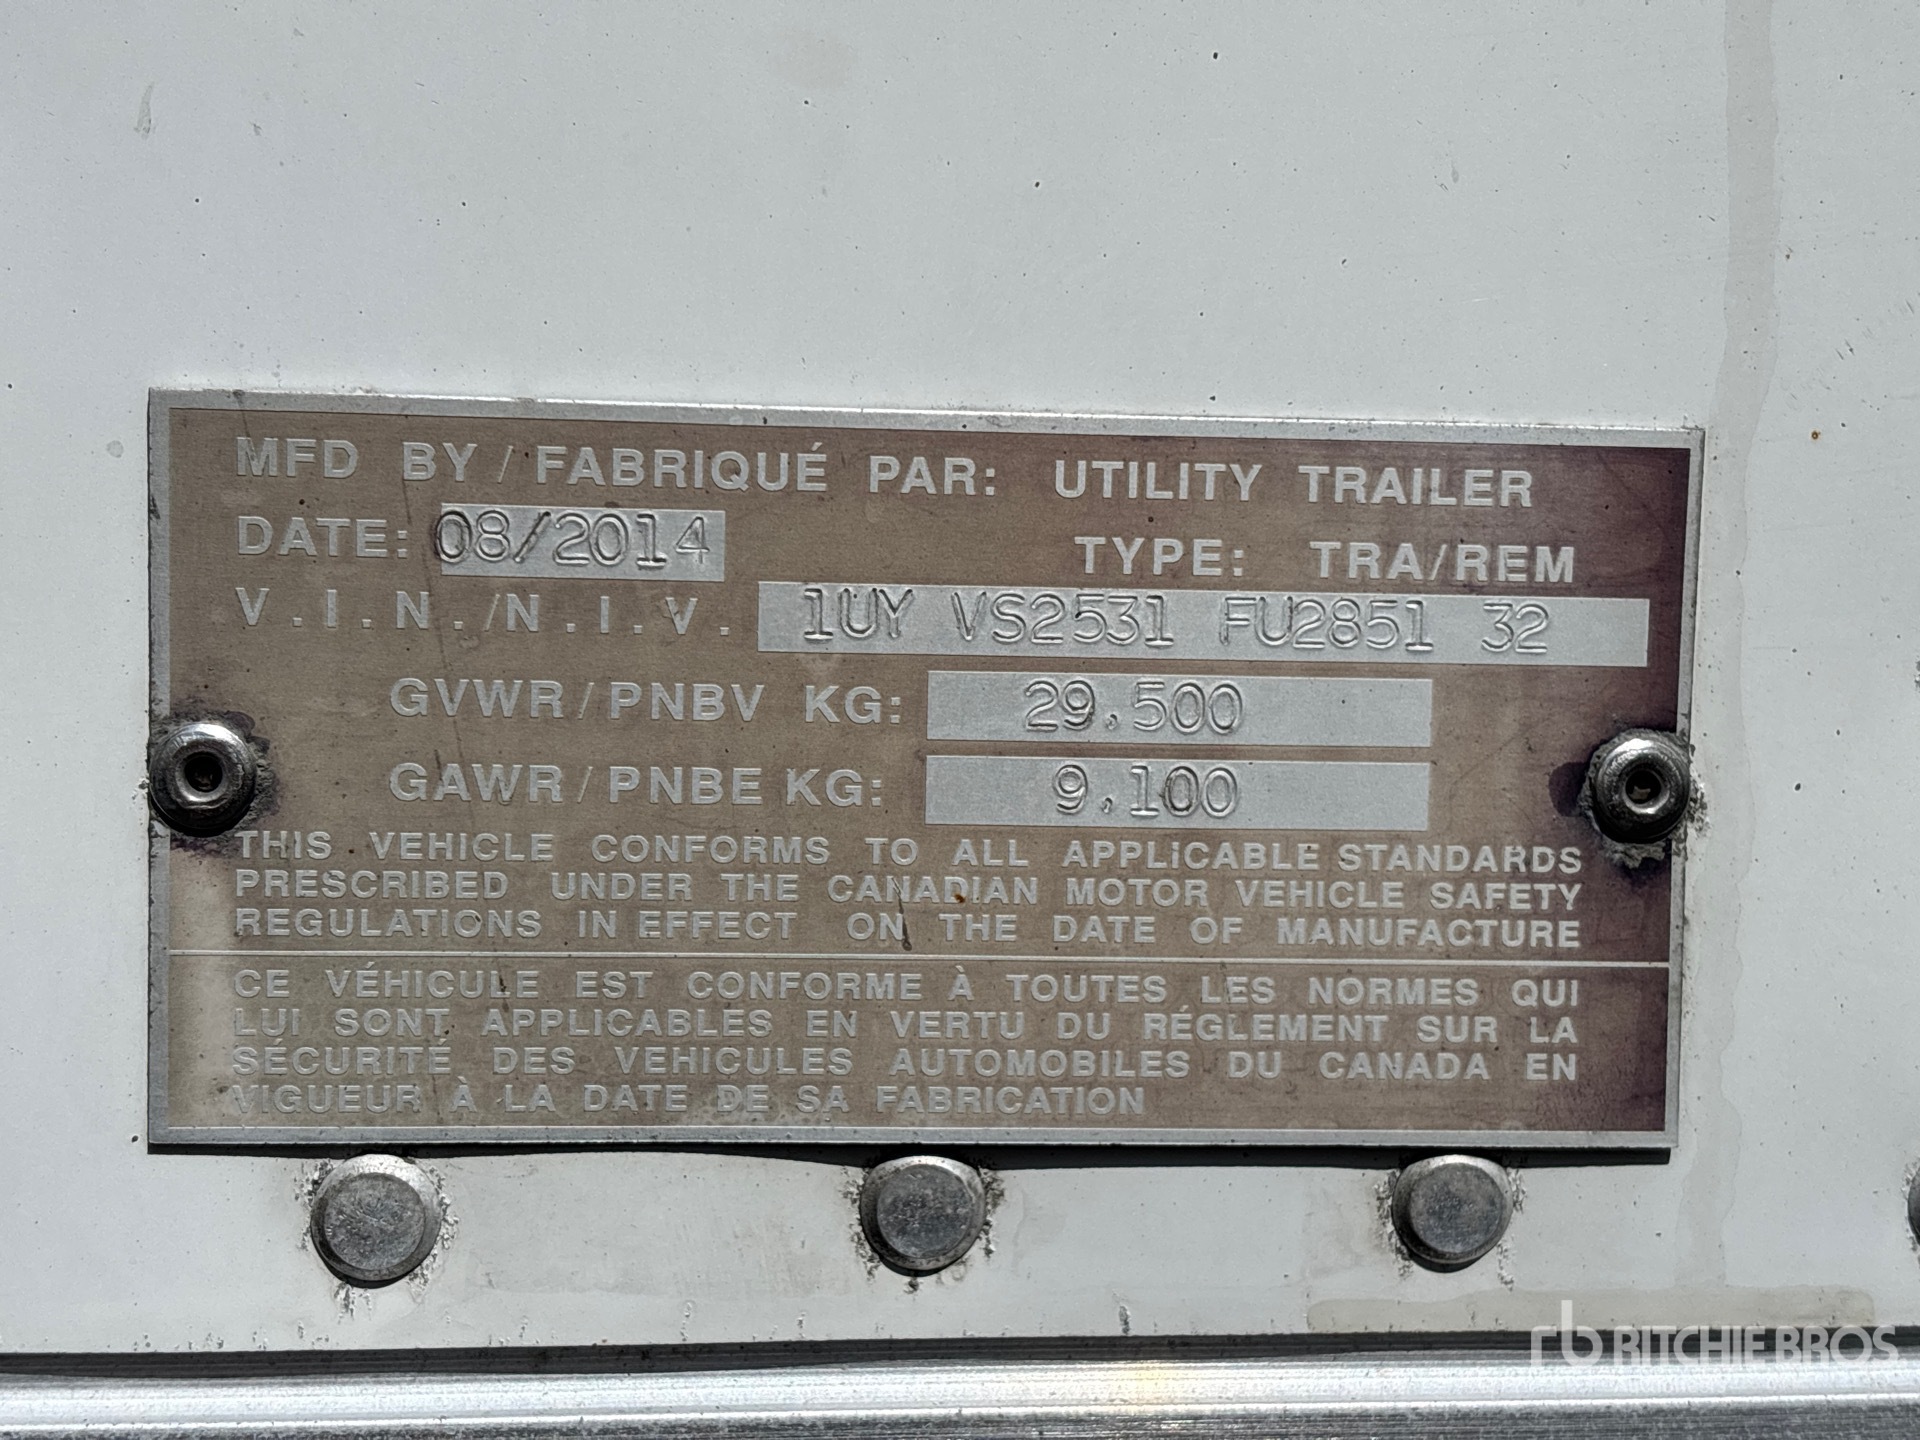 MFD BY / FABRIQUÉ PAR: UTILITY TRAILER
DATE: 08/2014 TYPE: TRA/REM
V.I.N./N.I.V. 1UY VS2531 FU2851 32
GVWR/PNBV KG: 29,500
GAWR/PNBE KG: 9,100
THIS VEHICLE CONFORMS TO ALL APPLICABLE STANDARDS
PRESCRIBED UNDER THE CANADIAN MOTOR VEHICLE SAFETY
REGULATIONS IN EFFECT ON THE DATE OF MANUFACTURE
CE VÉHICULE EST CONFORME À TOUTES LES NORMES QUI
LUI SONT APPLICABLES EN VERTU DU RÉGLEMENT SUR LA
SÉCURITÉ DES VEHICULES AUTOMOBILES DU CANADA EN
VIGUEUR À LA DATE DE SA FABRICATION
rb RITCHIE BROS